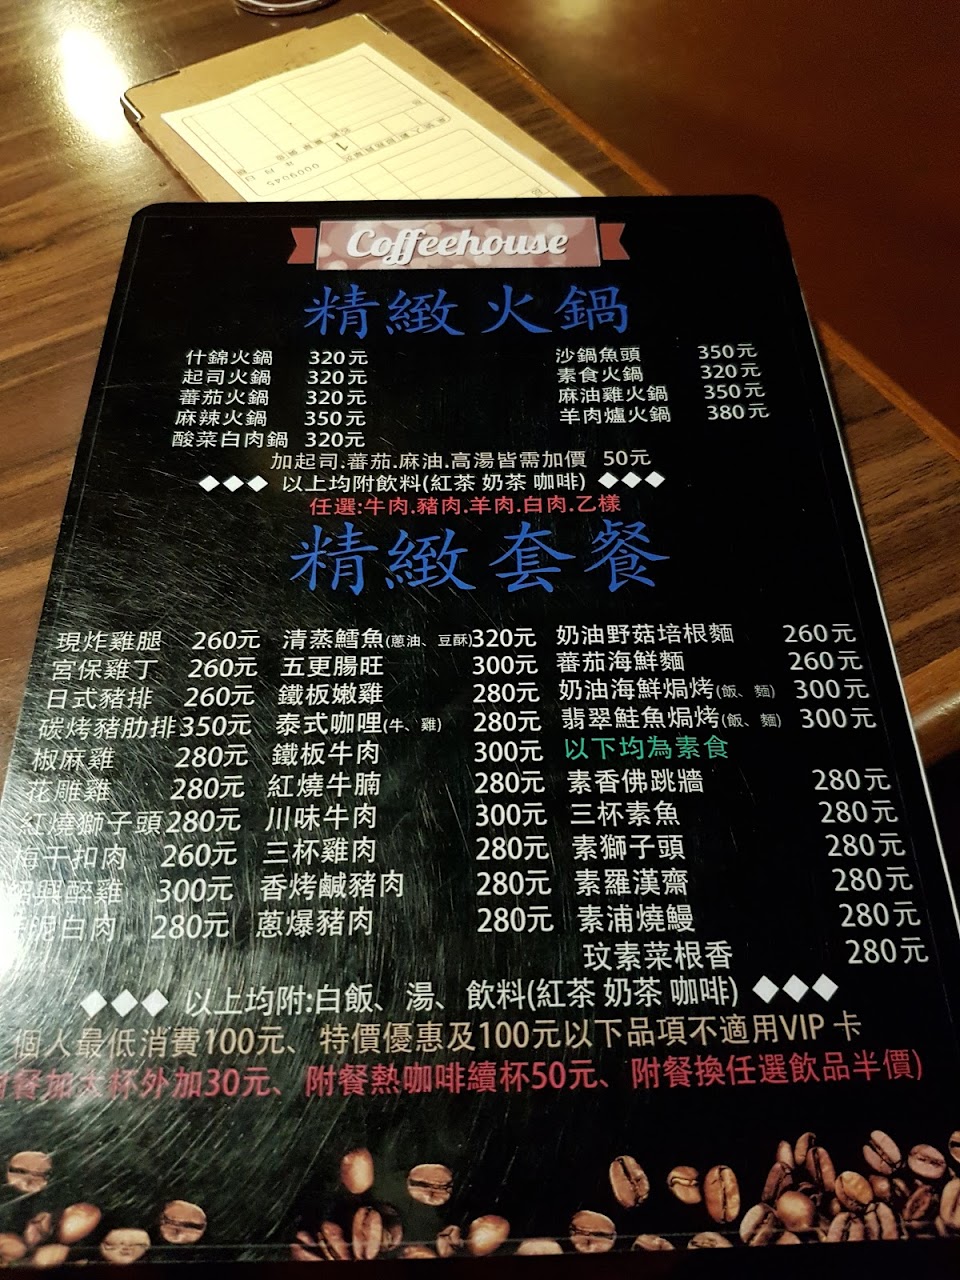 Coffeehouse
精緻火鍋
什錦火鍋 320元 沙鍋魚頭 350元
起司火鍋 320元 素食火鍋 320元
蕃茄火鍋 320元 麻油雞火鍋 350元
麻辣火鍋 350元 羊肉爐火鍋 380元
酸菜白肉鍋 320元
加起司.蕃茄.麻油.高湯皆需加價 50元
以上均附飲料(紅茶 奶茶 咖啡)
任選:牛肉.豬肉.羊肉.白肉.乙樣
精緻套餐
現炸雞腿 260元 清蒸鱈魚(蔥油、豆酥)320元 奶油野菇培根麵 260元
宮保雞丁 260元 五更腸旺 300元 蕃茄海鮮麵 260元
日式豬排 260元 鐵板嫩雞 280元 奶油海鮮焗烤(飯、麵) 300元
碳烤豬肋排350元 泰式咖哩(牛、雞) 280元 翡翠鮭魚焗烤(飯、麵) 300元
椒麻雞 280元 鐵板牛肉 300元 以下均為素食
花雕雞 280元 紅燒牛腩 280元 素香佛跳牆 280元
紅燒獅子頭280元 川味牛肉 300元 三杯素魚 280元
梅干扣肉 260元 三杯雞肉 280元 素獅子頭 280元
紹興醉雞 300元 香烤鹹豬肉 280元 素羅漢齋 280元
泥白肉 280元 蔥爆豬肉 280元 素浦燒鰻 280元
玟素菜根香 280元
以上均附:白飯、湯、飲料(紅茶 奶茶 咖啡)
個人最低消費100元、特價優惠及100元以下品項不適用VIP卡
附餐加大杯外加30元、附餐熱咖啡續杯50元、附餐換任選飲品半價)
0009045
1